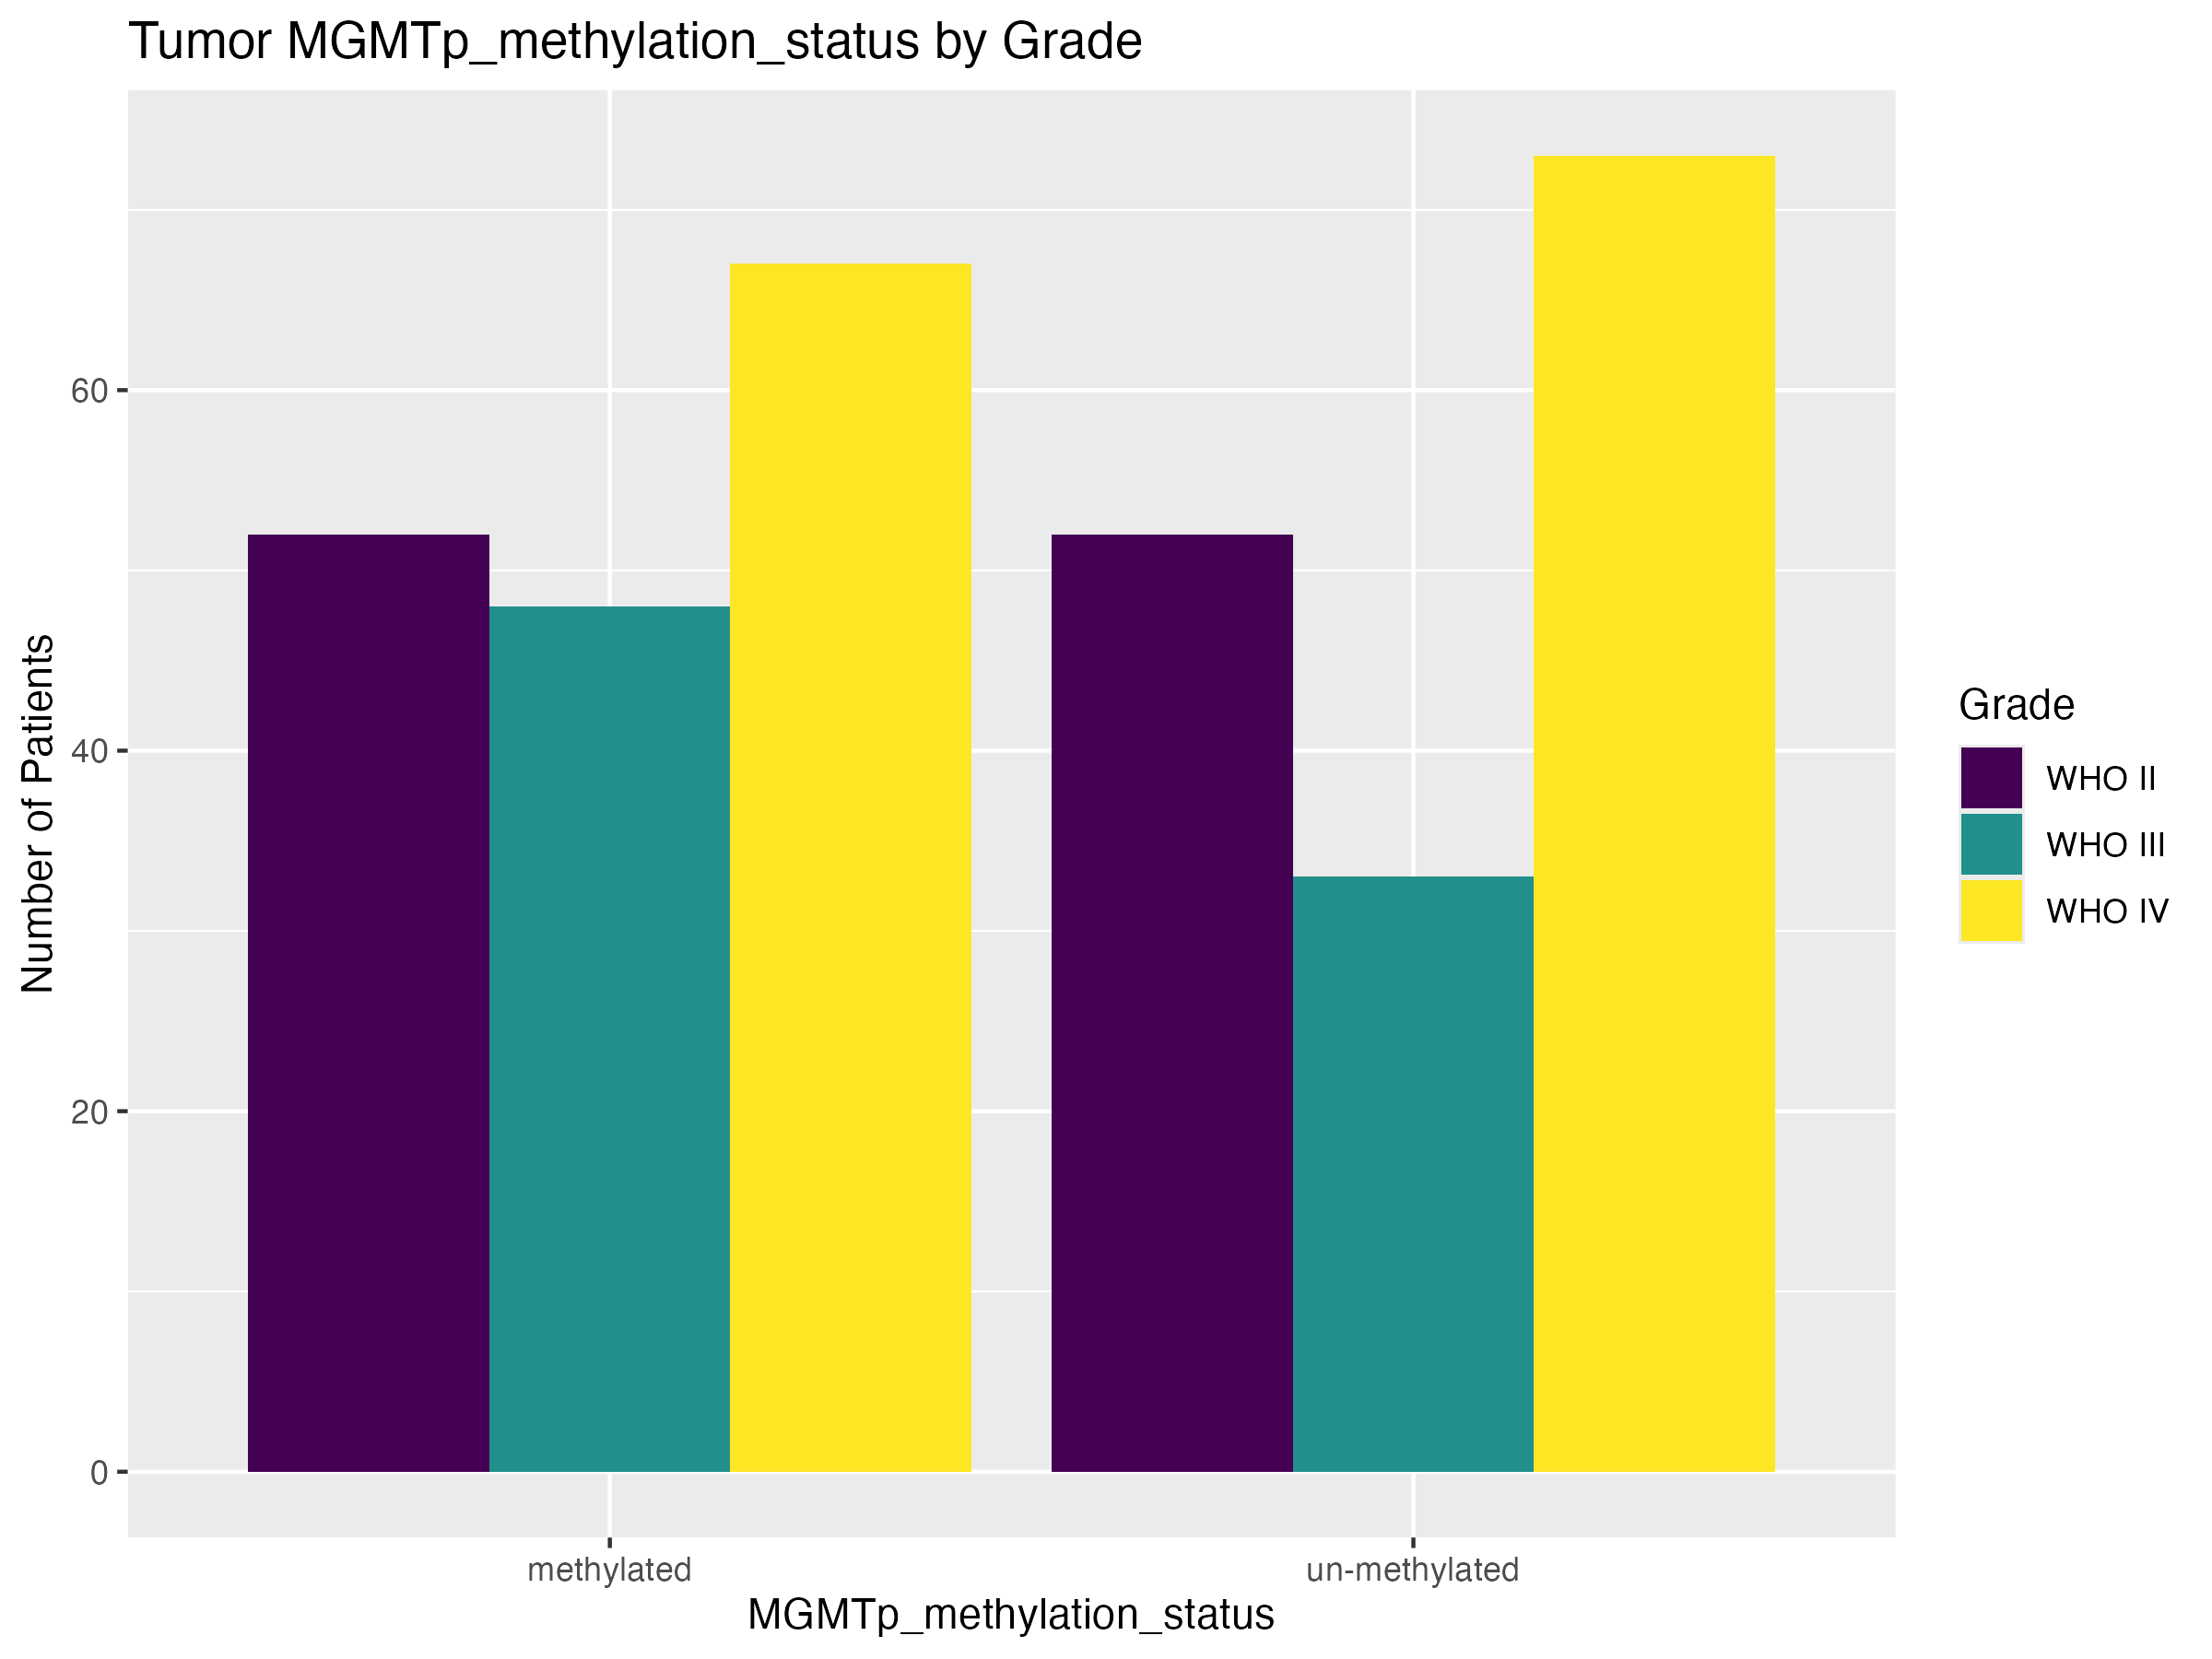 Tumor MGMTp_methylation_status by Grade
Number of Patients
60
40
20
0
methylated
un-methylated
MGMTp_methylation_status
Grade
WHO II
WHO III
WHO IV